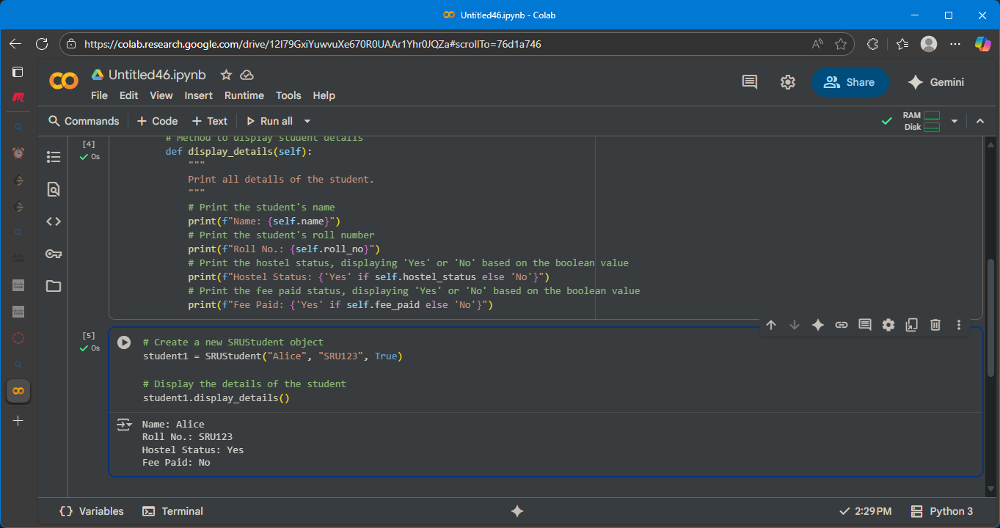 Untitled46.ipynb - Colab
https://colab.research.google.com/drive/12I79GxiYuwvuXe670R0UAAr1Yhr0JQZa#scrollTo=76d1a746
Untitled46.ipynb
File Edit View Insert Runtime Tools Help
Share
Gemini
Commands + Code + Text Run all
RAM
Disk
[4]
0s
# Method to display student details
def display_details(self):
"""
Print all details of the student.
"""
# Print the student's name
print(f"Name: {self.name}")
# Print the student's roll number
print(f"Roll No.: {self.roll_no}")
# Print the hostel status, displaying 'Yes' or 'No' based on the boolean value
print(f"Hostel Status: {'Yes' if self.hostel_status else 'No'}")
# Print the fee paid status, displaying 'Yes' or 'No' based on the boolean value
print(f"Fee Paid: {'Yes' if self.fee_paid else 'No'}")
[5]
0s
# Create a new SRUStudent object
student1 = SRUStudent("Alice", "SRU123", True)
# Display the details of the student
student1.display_details()
Name: Alice
Roll No.: SRU123
Hostel Status: Yes
Fee Paid: No
Variables Terminal
2:29 PM Python 3